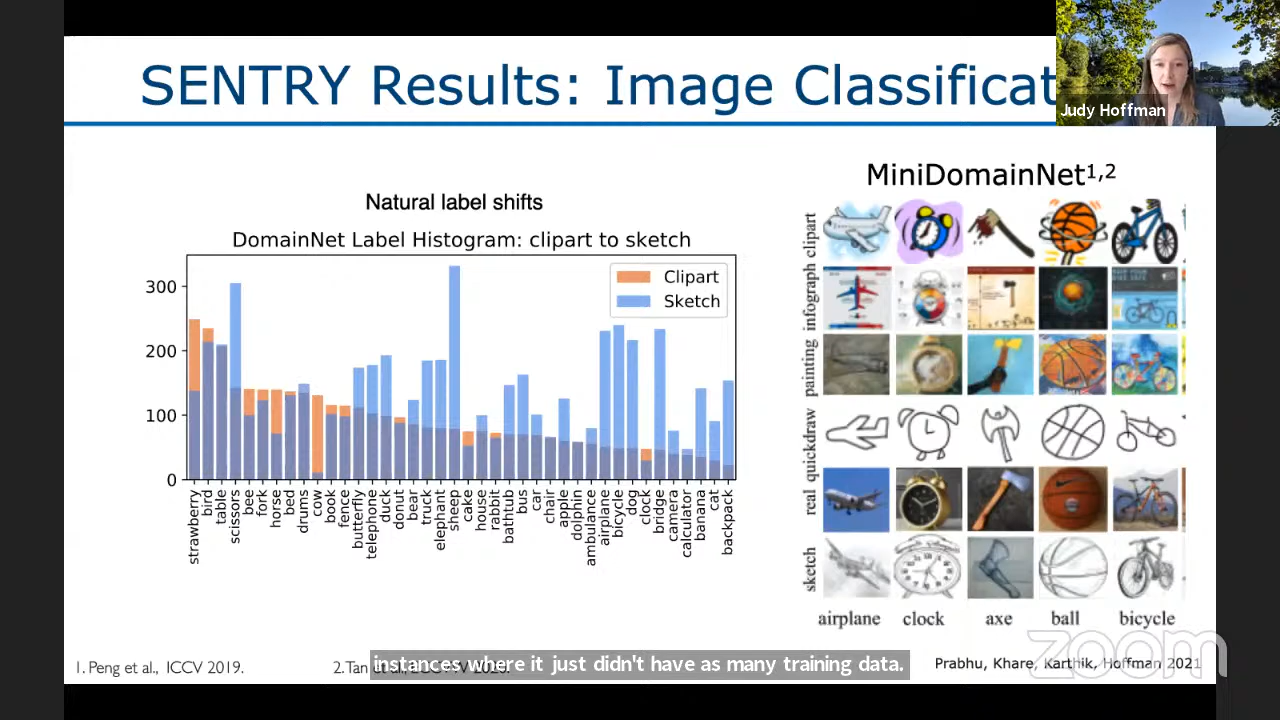 SENTRY Results: Image Classificat
Judy Hoffman
Natural label shifts
DomainNet Label Histogram: clipart to sketch
300
200
100
0
Clipart
Sketch
strawberry
bird
table
scissors
bee
fork
horse
bed
drums
cow
book
fence
butterfly
telephone
duck
donut
bear
truck
elephant
sheep
cake
house
rabbit
bathtub
bus
car
chair
apple
dolphin
ambulance
airplane
bicycle
dog
clock
bridge
camera
calculator
banana
cat
backpack
MiniDomainNet1,2
clipart
infograph
painting
quickdraw
real
sketch
airplane clock axe ball bicycle
zoom
1. Peng et al., ICCV 2019.
instances where it just didn't have as many training data.
Prabhu, Khare, Karthik, Hoffman 2021